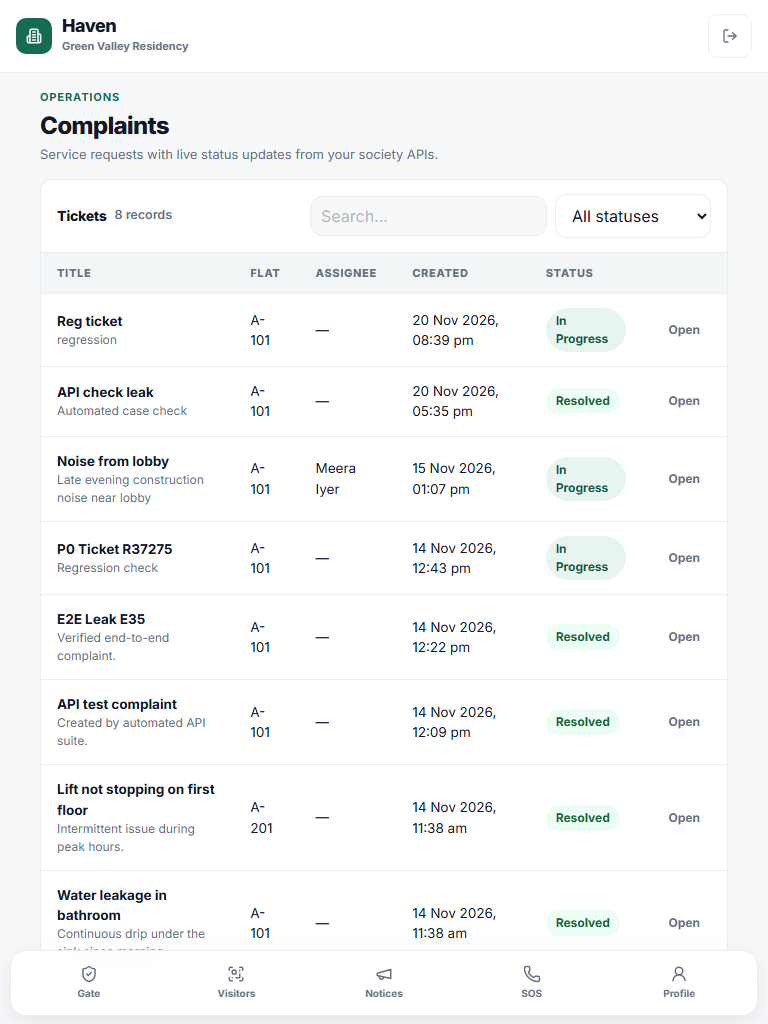 Haven
Green Valley Residency
OPERATIONS
Complaints
Service requests with live status updates from your society APIs.
Tickets 8 records
Search...
All statuses
TITLE FLAT ASSIGNEE CREATED STATUS
Reg ticket
regression
A-
101
—
20 Nov 2026,
08:39 pm
In
Progress
Open
API check leak
Automated case check
A-
101
—
20 Nov 2026,
05:35 pm
Resolved
Open
Noise from lobby
Late evening construction
noise near lobby
A-
101
Meera
Iyer
15 Nov 2026,
01:07 pm
In
Progress
Open
P0 Ticket R37275
Regression check
A-
101
—
14 Nov 2026,
12:43 pm
In
Progress
Open
E2E Leak E35
Verified end-to-end
complaint.
A-
101
—
14 Nov 2026,
12:22 pm
Resolved
Open
API test complaint
Created by automated API
suite.
A-
101
—
14 Nov 2026,
12:09 pm
Resolved
Open
Lift not stopping on first
floor
Intermittent issue during
peak hours.
A-
201
—
14 Nov 2026,
11:38 am
Resolved
Open
Water leakage in
bathroom
Continuous drip under the
A-
101
—
14 Nov 2026,
11:38 am
Resolved
Open
Gate
Visitors
Notices
SOS
Profile